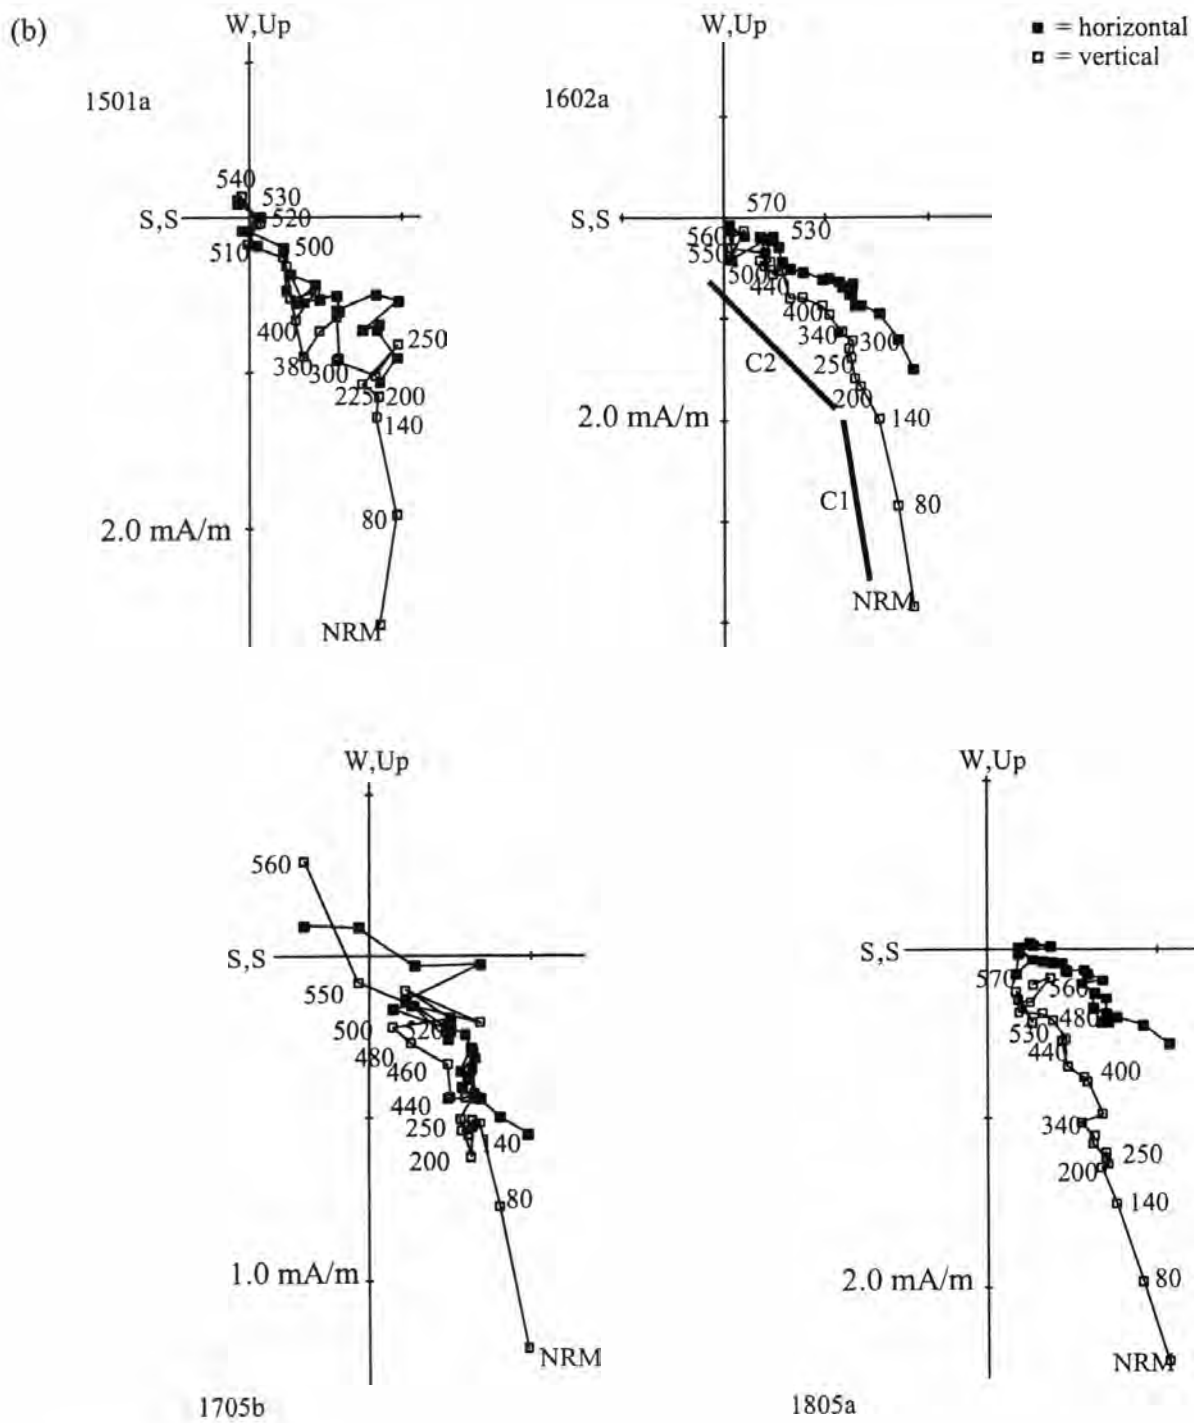 (b)
W,Up
1501a
540
530
S,S
520
510
500
400
250
380
300
225
200
140
80
2.0 mA/m
NRM
W,Up
■ = horizontal
□ = vertical
1602a
570
S,S
560
530
550
500
440
400
340
300
250
C2
200
2.0 mA/m
140
C1
80
NRM
W,Up
560
S,S
550
500
520
480
460
440
250
140
200
80
1.0 mA/m
NRM
1705b
W,Up
S,S
570
560
480
530
440
400
340
250
200
140
2.0 mA/m
80
NRM
1805a